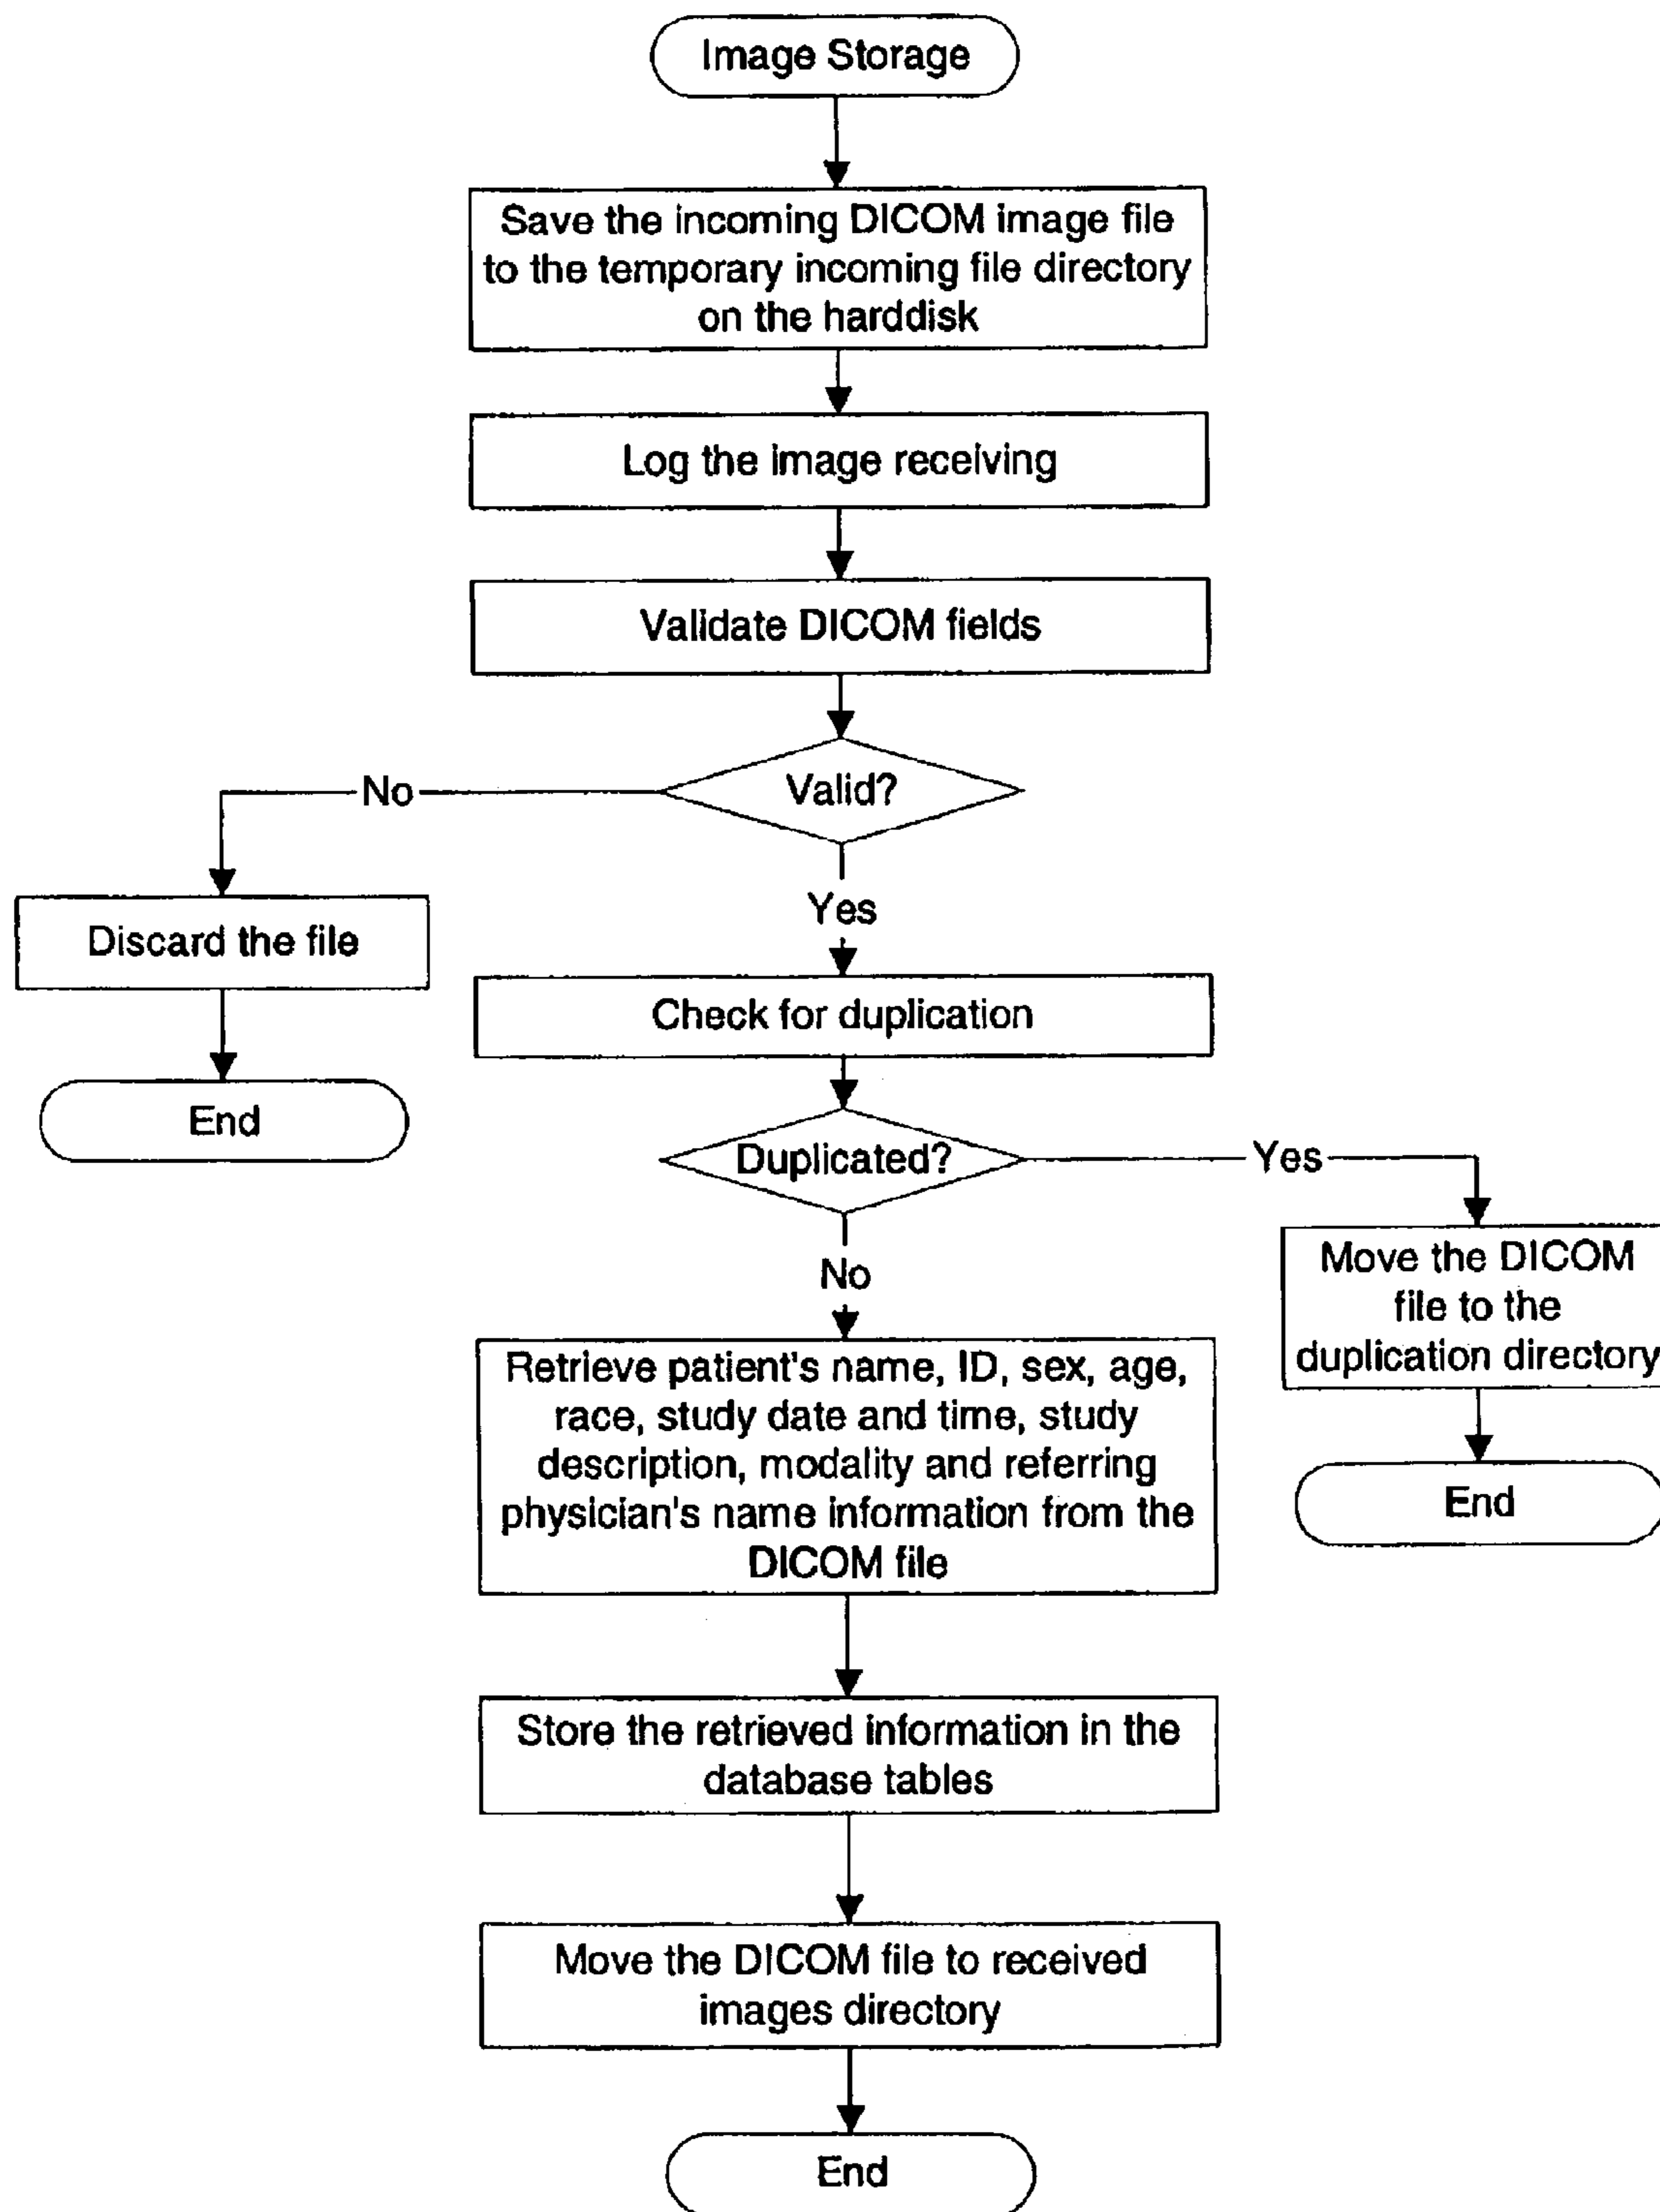 Image Storage
Save the incoming DICOM image file
to the temporary incoming file directory
on the harddisk
Log the image receiving
Validate DICOM fields
Valid?
No
Yes
Discard the file
End
Check for duplication
Duplicated?
Yes
No
Move the DICOM
file to the
duplication directory
End
Retrieve patient's name, ID, sex, age,
race, study date and time, study
description, modality and referring
physician's name information from the
DICOM file
Store the retrieved information in the
database tables
Move the DICOM file to received
images directory
End